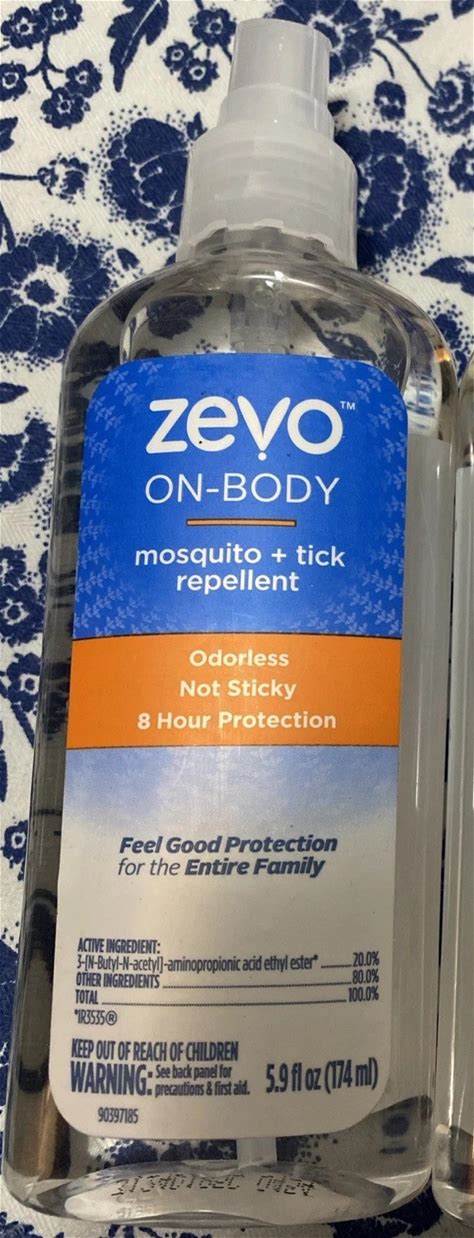 zevo™
ON-BODY
mosquito + tick
repellent
Odorless
Not Sticky
8 Hour Protection
Feel Good Protection
for the Entire Family
ACTIVE INGREDIENT:
3-[N-Butyl-N-acetyl]-aminopropionic acid ethyl ester* 20.0%
OTHER INGREDIENTS 80.0%
TOTAL 100.0%
*IR3535®
KEEP OUT OF REACH OF CHILDREN
WARNING: See back panel for
precautions & first aid.
5.9 fl oz (174 ml)
90397185